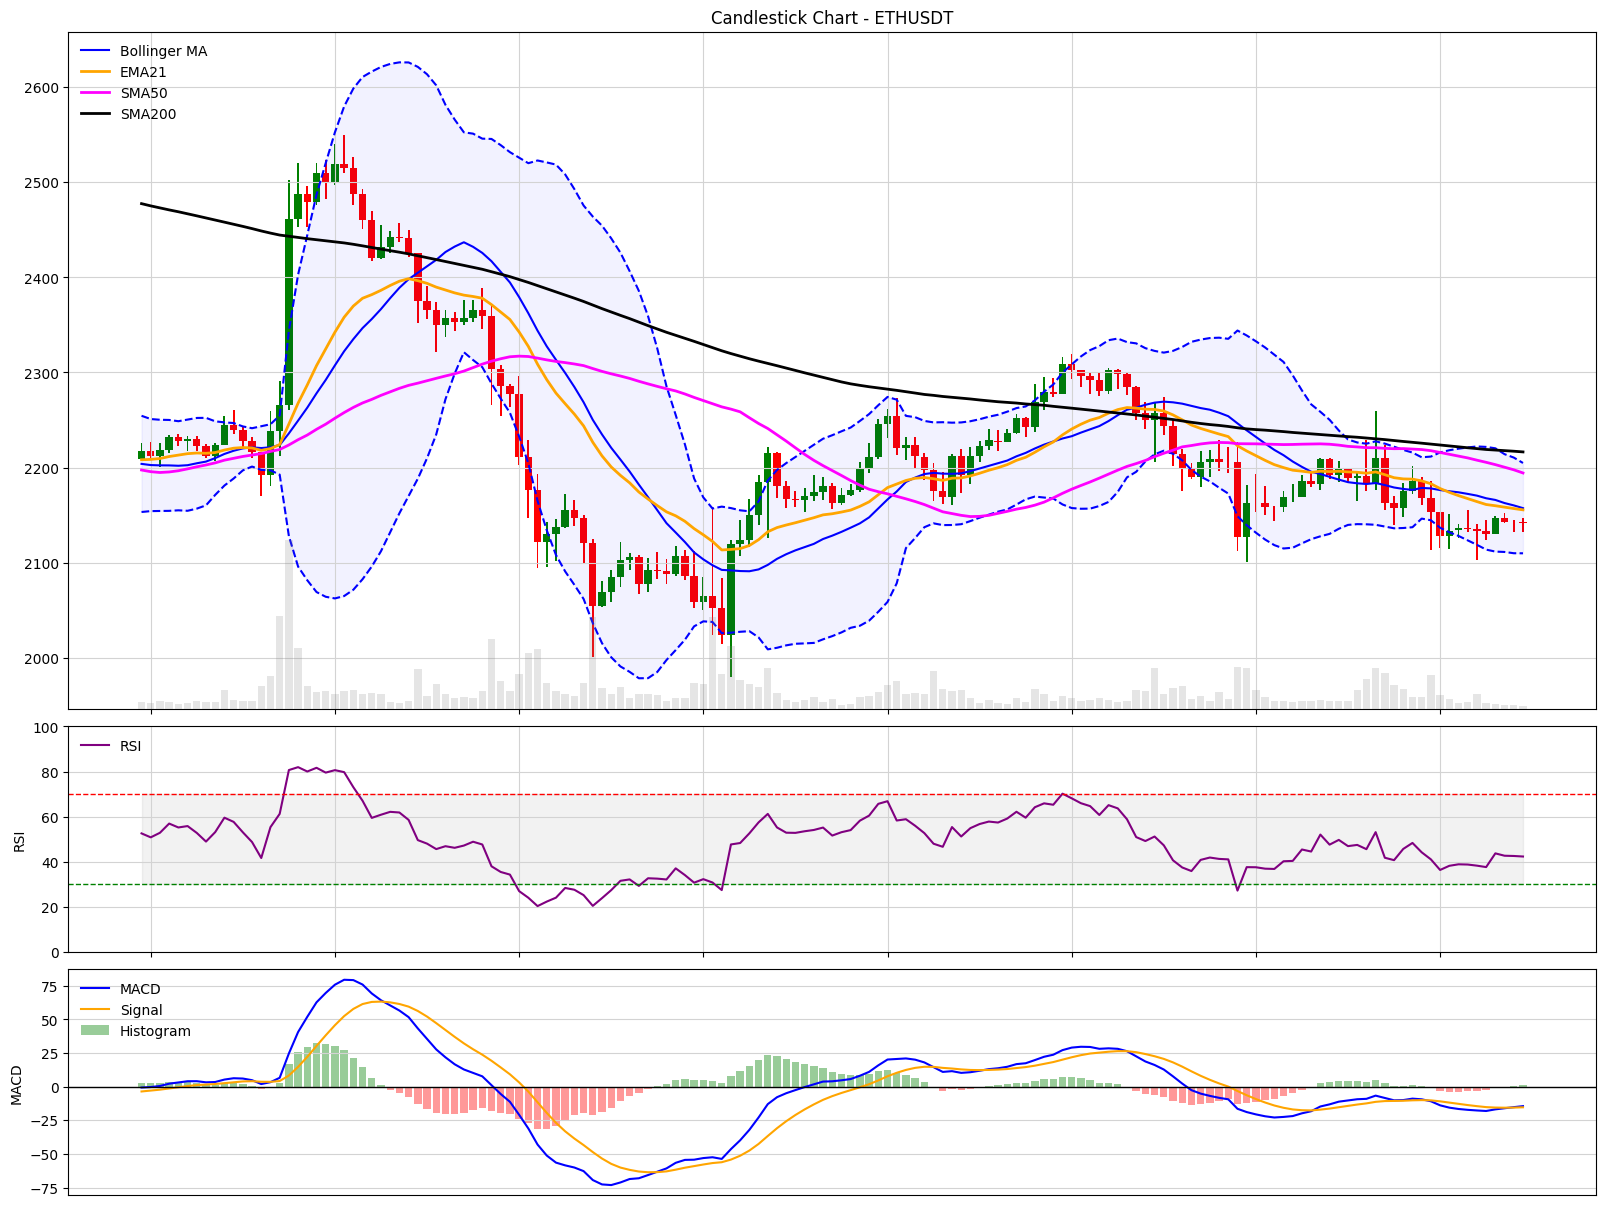 Candlestick Chart - ETHUSDT
Bollinger MA
EMA21
SMA50
SMA200
2600
2500
2400
2300
2200
2100
2000
RSI
100
80
60
40
20
0
RSI
MACD
Signal
Histogram
75
50
25
0
−25
−50
−75
MACD